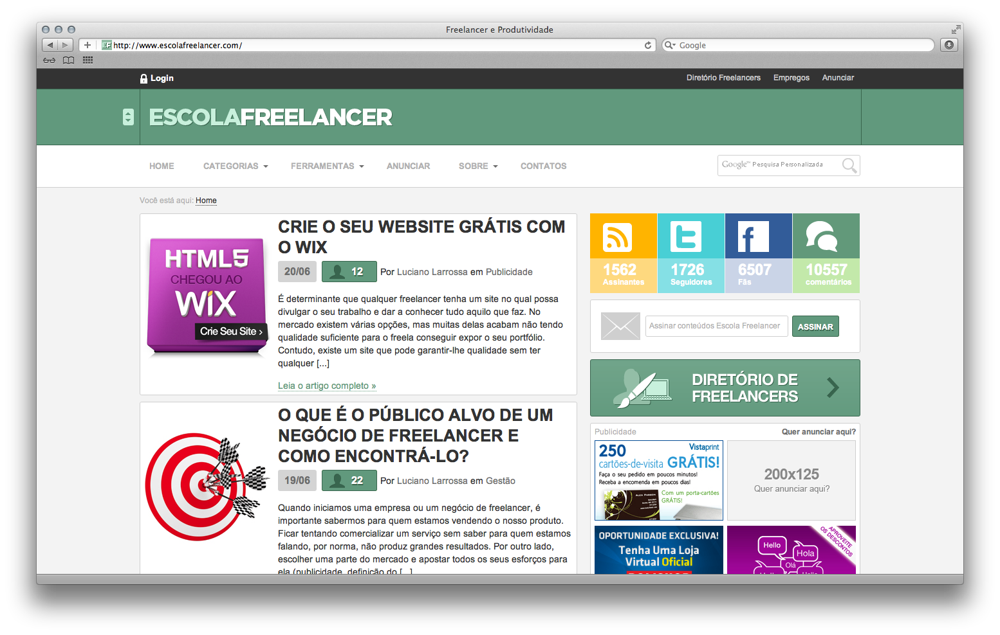 Freelancer e Produtividade
http://www.escolafreelancer.com/
Google
Login
Diretório Freelancers Empregos Anunciar
ESCOLAFREELANCER
HOME CATEGORIAS FERRAMENTAS ANUNCIAR SOBRE CONTATOS
Google™ Pesquisa Personalizada
Você está aqui: Home
HTML5
CHEGOU AO
WiX
Crie Seu Site ›
CRIE O SEU WEBSITE GRÁTIS COM
O WIX
20/06 12 Por Luciano Larrossa em Publicidade
É determinante que qualquer freelancer tenha um site no qual possa
divulgar o seu trabalho e dar a conhecer tudo aquilo que faz. No
mercado existem várias opções, mas muitas delas acabam não tendo
qualidade suficiente para o freela conseguir expor o seu portfólio.
Contudo, existe um site que pode garantir-lhe qualidade sem ter
qualquer [...]
Leia o artigo completo »
O QUE É O PÚBLICO ALVO DE UM
NEGÓCIO DE FREELANCER E
COMO ENCONTRÁ-LO?
19/06 22 Por Luciano Larrossa em Gestão
Quando iniciamos uma empresa ou um negócio de freelancer, é
importante sabermos para quem estamos vendendo o nosso produto.
Ficar tentando comercializar um serviço sem saber para quem estamos
falando, por norma, não produz grandes resultados. Por outro lado,
escolher uma parte do mercado e apostar todos os seus esforços para
ela (publicidade, definição do [...]
1562
Assinantes
1726
Seguidores
6507
Fãs
10557
comentários
Assinar conteúdos Escola Freelancer
ASSINAR
DIRETÓRIO DE
FREELANCERS
Publicidade Quer anunciar aqui?
250 Vistaprint
cartões-de-visita GRÁTIS!
Faça o seu pedido em poucos minutos!
Receba a encomenda em poucos dias!
Com um porta-cartões
GRÁTIS!
200x125
Quer anunciar aqui?
OPORTUNIDADE EXCLUSIVA!
Tenha Uma Loja
Virtual Oficial
APROVEITE
OS DESCONTOS
Hello
Hola
Olá
Hello
Hello